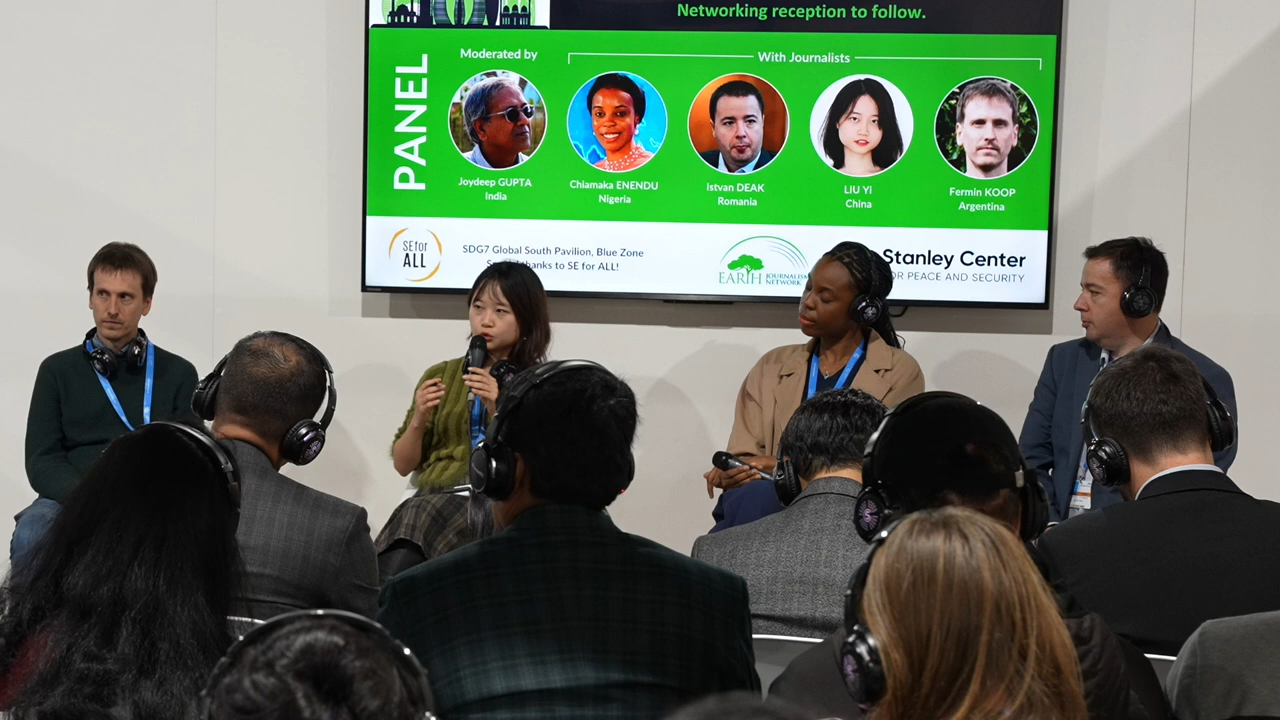 Networking reception to follow.
PANEL
Moderated by
With Journalists
Joydeep GUPTA
India
Chiamaka ENENDU
Nigeria
Istvan DEAK
Romania
LIU YI
China
Fermin KOOP
Argentina
SEfor
ALL
SDG7 Global South Pavilion, Blue Zone
thanks to SE for ALL!
EARTH JOURNALISM
NETWORK
Stanley Center
FOR PEACE AND SECURITY